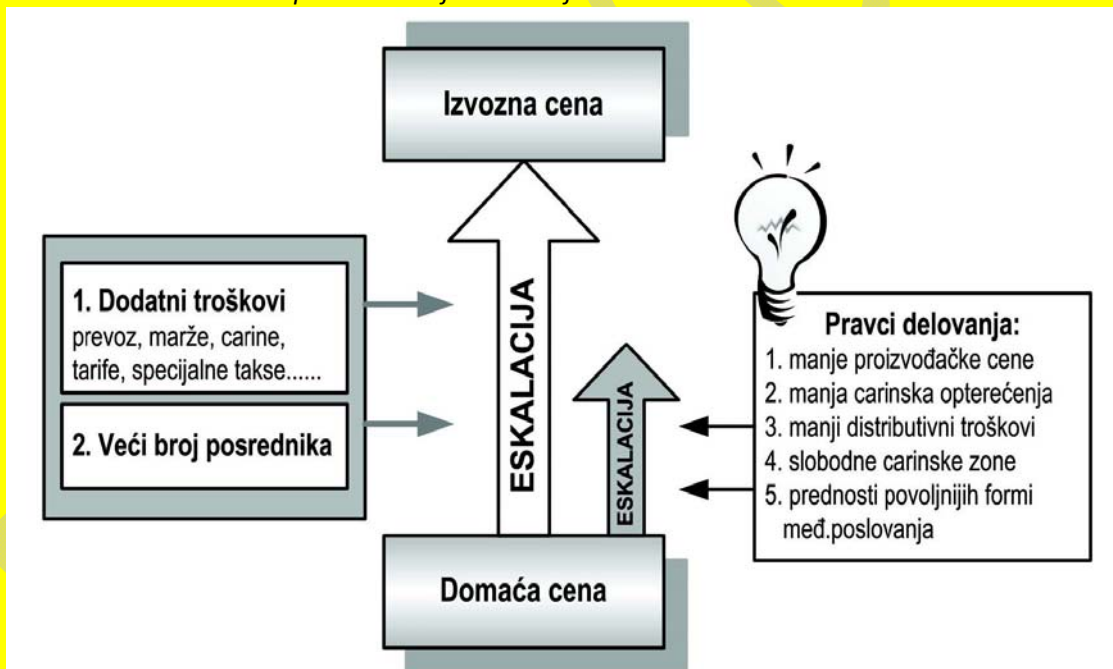 Izvozna cena
1. Dodatni troškovi
prevoz, marže, carine,
tarife, specijalne takse......
2. Veći broj posrednika
ESKALACIJA
ESKALACIJA
Pravci delovanja:
1. manje proizvođačke cene
2. manja carinska opterećenja
3. manji distributivni troškovi
4. slobodne carinske zone
5. prednosti povoljnijih formi
međ.poslovanja
Domaća cena